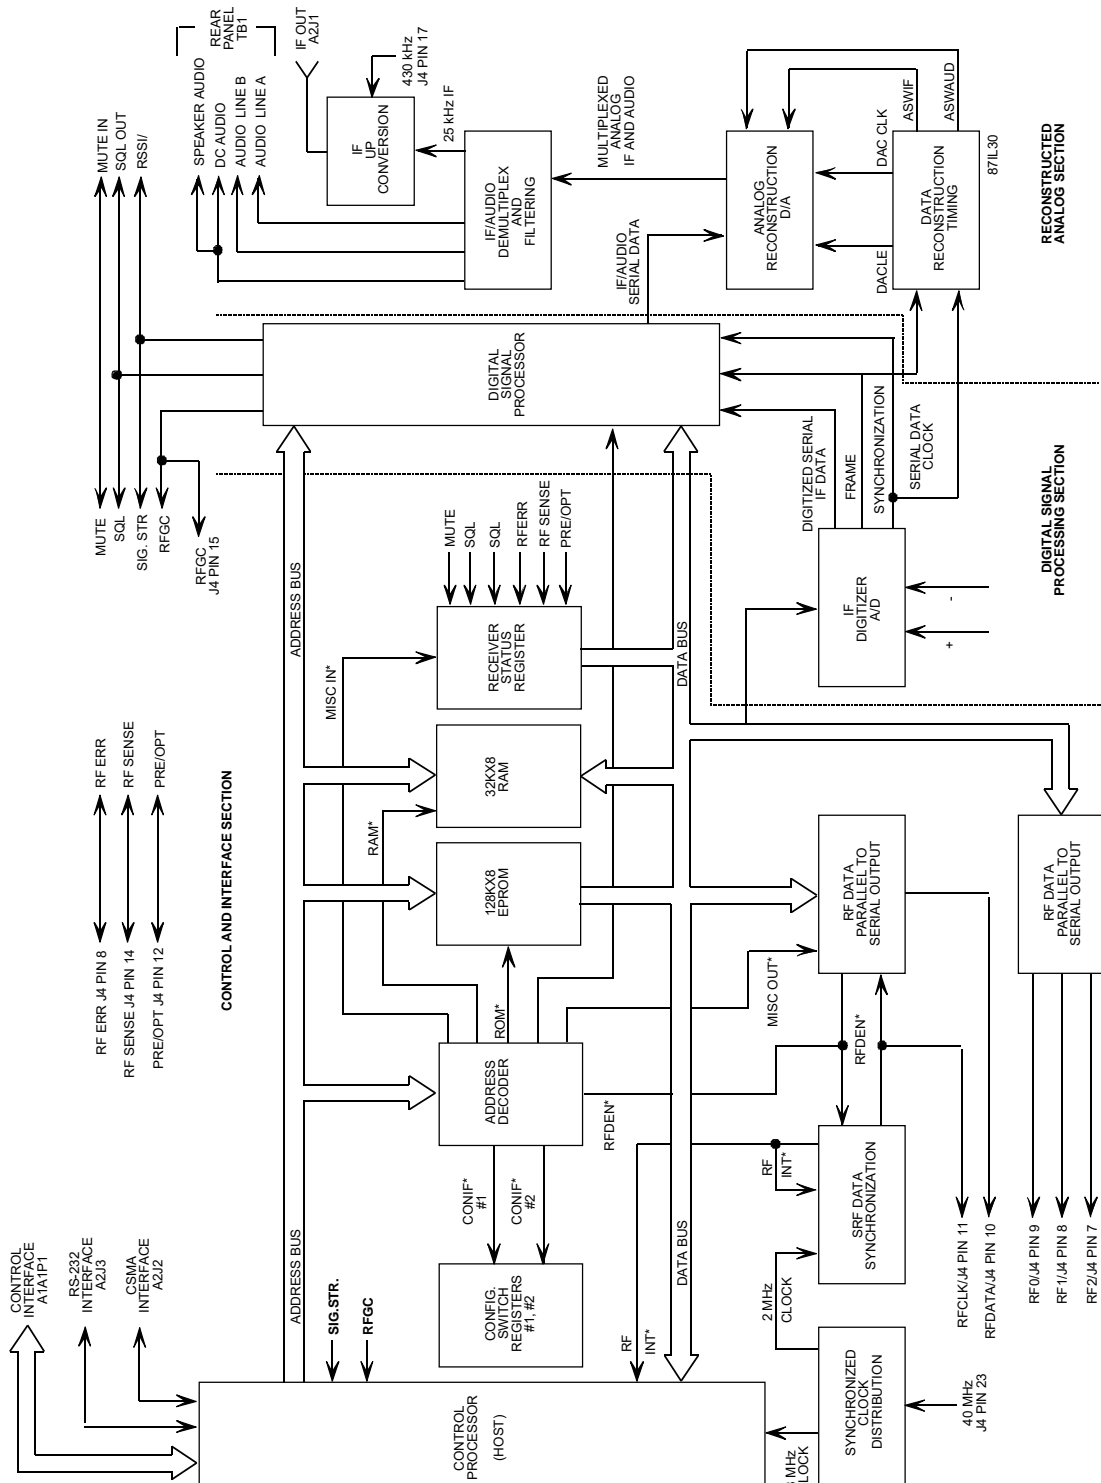 CONTROL
INTERFACE
A1A1P1
RS-232
INTERFACE
A2J3
CSMA
INTERFACE
A2J2
RF ERR J4 PIN 8
RF ERR
RF SENSE J4 PIN 14
RF SENSE
PRE/OPT J4 PIN 12
PRE/OPT
CONTROL AND INTERFACE SECTION
MUTE
SQL
SIG. STR
RFGC
RFGC
J4 PIN 15
MUTE IN
SQL OUT
RSSI/
SPEAKER AUDIO
DC AUDIO
AUDIO LINE B
AUDIO LINE A
REAR
PANEL
TB1
IF OUT
A2J1
430 kHz
J4 PIN 17
IF
UP
CONVERSION
25 kHz IF
IF/AUDIO
DEMULTIPLEX
AND
FILTERING
MULTIPLEXED
ANALOG
IF AND AUDIO
IF/AUDIO
SERIAL DATA
ANALOG
RECONSTRUCTION
D/A
DACLE
DAC CLK
ASWIF
ASWAUD
DATA
RECONSTRUCTION
TIMING
87IL30
RECONSTRUCTED
ANALOG SECTION
ADDRESS BUS
ADDRESS BUS
SIG.STR.
RFGC
CONTROL
PROCESSOR
(HOST)
CONFIG.
SWITCH
REGISTERS
#1, #2
CONIF*
#1
CONIF*
#2
ADDRESS
DECODER
ROM*
RAM*
MISC IN*
128KX8
EPROM
32KX8
RAM
RECEIVER
STATUS
REGISTER
MUTE
SQL
SQL
RFERR
RF SENSE
PRE/OPT
DIGITAL
SIGNAL
PROCESSOR
DATA BUS
DATA BUS
RF
INT*
RFDEN*
MISC OUT*
RF
INT*
RFDEN*
2 MHz
CLOCK
MHz
SYNCHRONIZED
CLOCK
DISTRIBUTION
40 MHz
J4 PIN 23
SRF DATA
SYNCHRONIZATION
RF DATA
PARALLEL TO
SERIAL OUTPUT
RF DATA
PARALLEL TO
SERIAL OUTPUT
RFCLK/J4 PIN 11
RFDATA/J4 PIN 10
RF0/J4 PIN 9
RF1/J4 PIN 8
RF2/J4 PIN 7
IF
DIGITIZER
A/D
+
-
DIGITIZED SERIAL
IF DATA
FRAME
SYNCHRONIZATION
SERIAL DATA
CLOCK
DIGITAL SIGNAL
PROCESSING SECTION